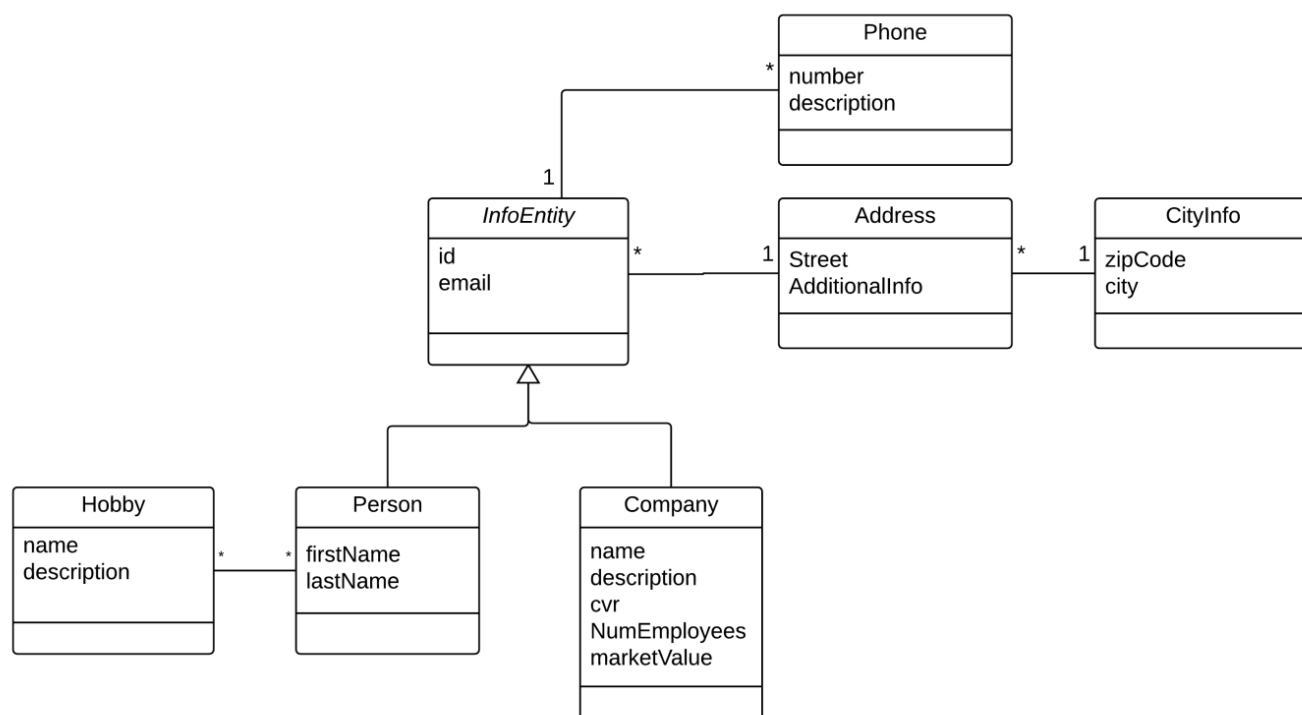 Phone
*
number
description
1
InfoEntity
id
email
*
1
Address
Street
AdditionalInfo
*
1
CityInfo
zipCode
city
Hobby
name
description
*
*
Person
firstName
lastName
Company
name
description
cvr
NumEmployees
marketValue